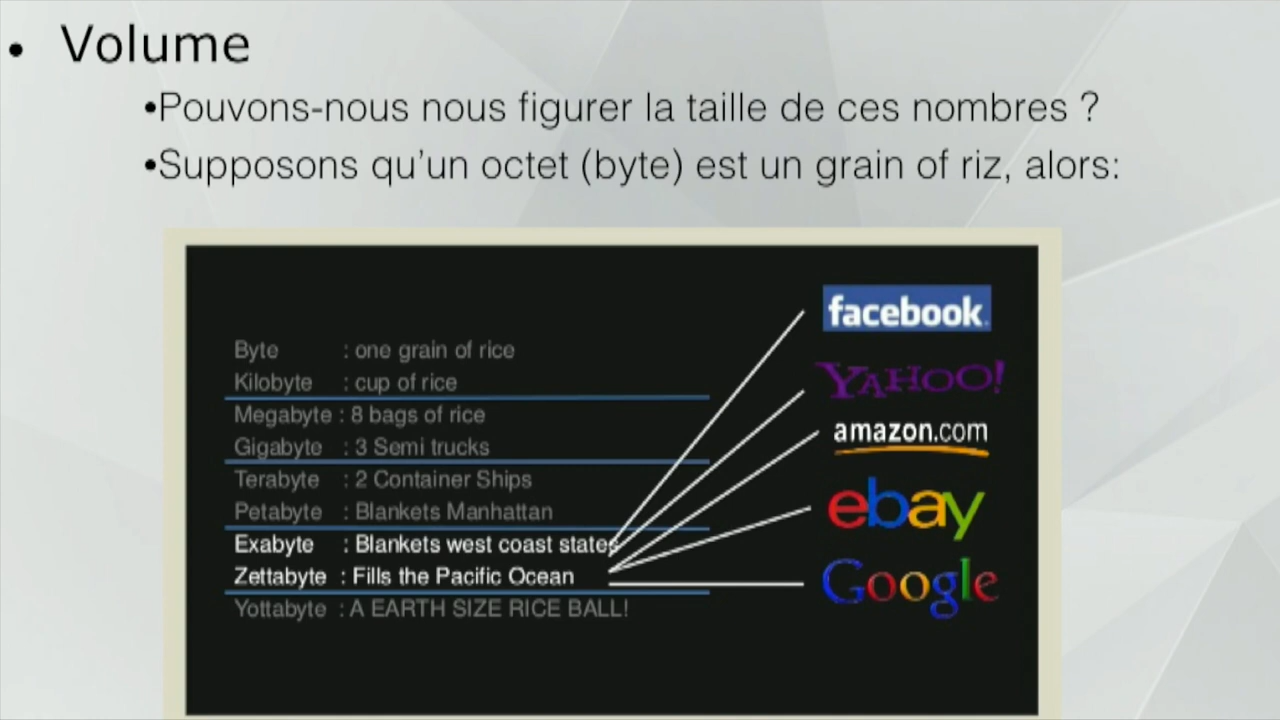 • Volume
•Pouvons-nous nous figurer la taille de ces nombres ?
•Supposons qu'un octet (byte) est un grain of riz, alors:
facebook.
Byte : one grain of rice
YAHOO!
Kilobyte : cup of rice
Megabyte : 8 bags of rice
amazon.com
Gigabyte : 3 Semi trucks
Terabyte : 2 Container Ships
ebay
Petabyte : Blankets Manhattan
Exabyte : Blankets west coast states
Zettabyte : Fills the Pacific Ocean
Google
Yottabyte : A EARTH SIZE RICE BALL!